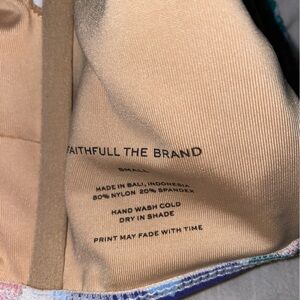 FAITHFULL THE BRAND
SMALL
MADE IN BALI, INDONESIA
80% NYLON 20% SPANDEX
HAND WASH COLD
DRY IN SHADE
PRINT MAY FADE WITH TIME